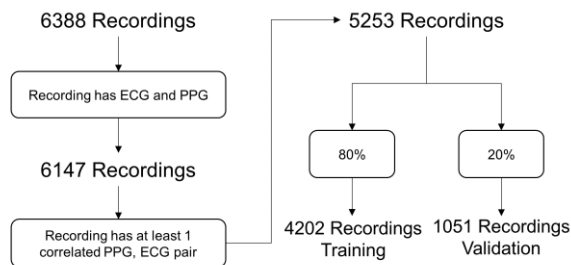 6388 Recordings
Recording has ECG and PPG
6147 Recordings
Recording has at least 1
correlated PPG, ECG pair
5253 Recordings
80%
20%
4202 Recordings
Training
1051 Recordings
Validation